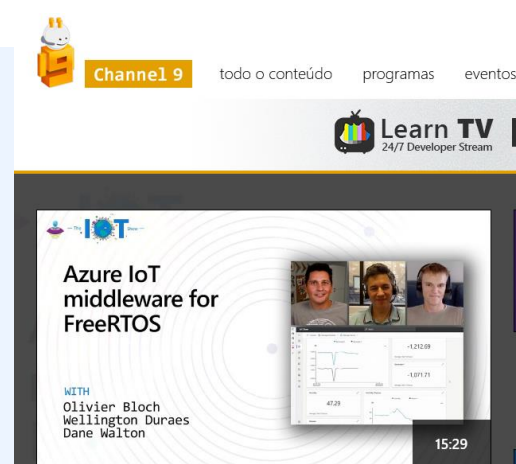 Channel 9
todo o conteúdo
programas
eventos
Learn TV
24/7 Developer Stream
The IOT Show
Azure IoT
middleware for
FreeRTOS
WITH
Olivier Bloch
Wellington Duraes
Dane Walton
-1,212.69
-1,071.71
47.29
15:29